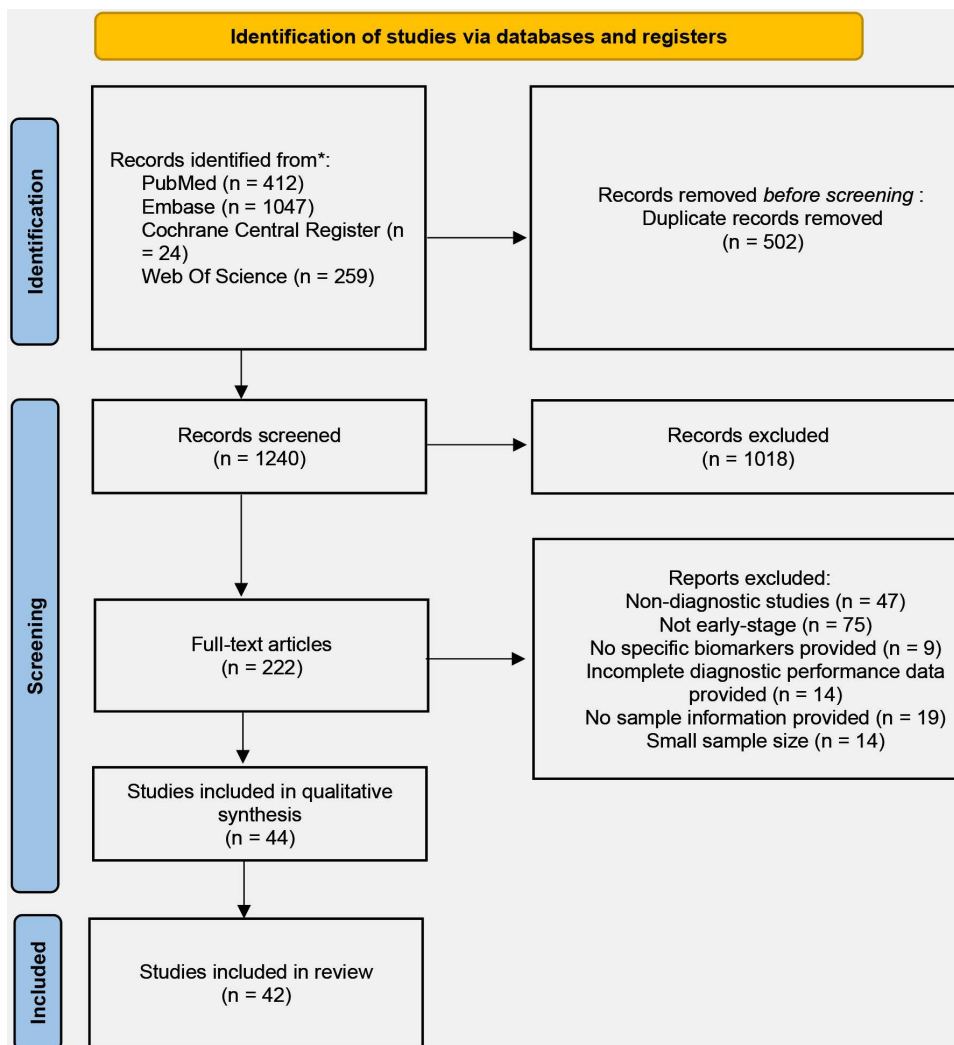 Identification of studies via databases and registers
Identification
Records identified from*:
PubMed (n = 412)
Embase (n = 1047)
Cochrane Central Register (n
= 24)
Web Of Science (n = 259)
Records removed before screening :
Duplicate records removed
(n = 502)
Screening
Records screened
(n = 1240)
Records excluded
(n = 1018)
Full-text articles
(n = 222)
Reports excluded:
Non-diagnostic studies (n = 47)
Not early-stage (n = 75)
No specific biomarkers provided (n = 9)
Incomplete diagnostic performance data
provided (n = 14)
No sample information provided (n = 19)
Small sample size (n = 14)
Studies included in qualitative
synthesis
(n = 44)
Included
Studies included in review
(n = 42)